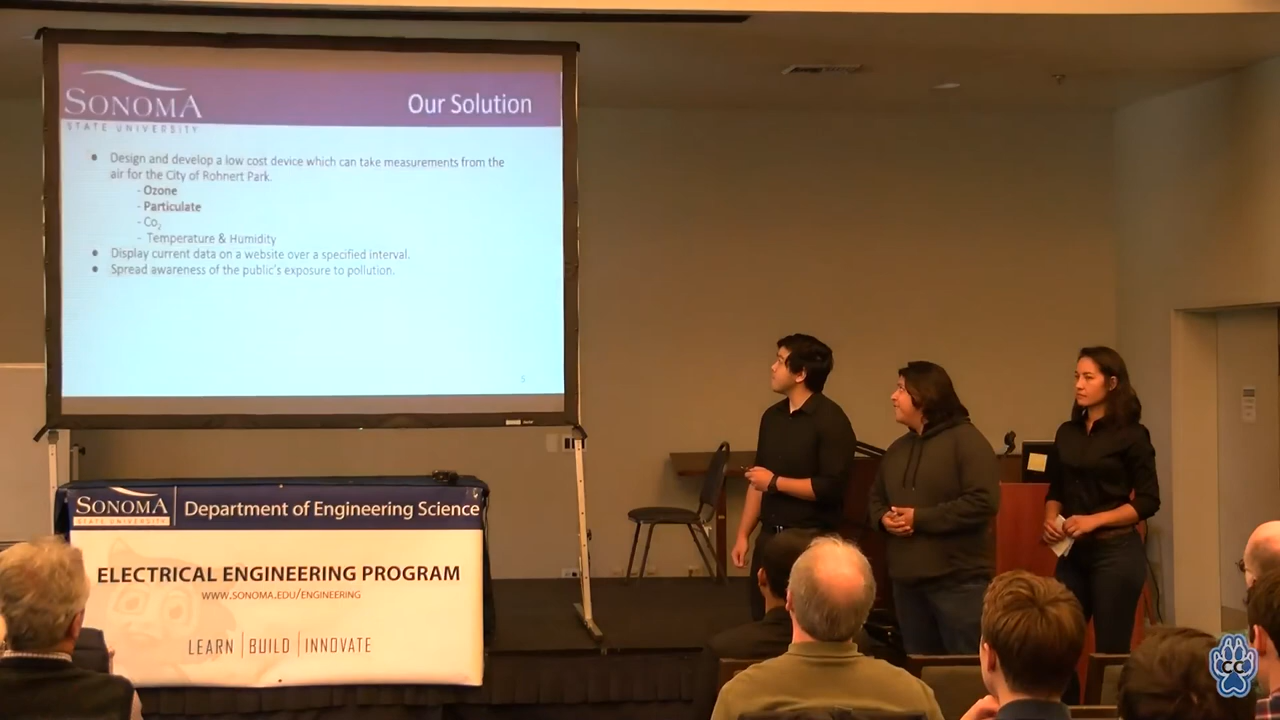 SONOMA
STATE UNIVERSITY
Our Solution
● Design and develop a low cost device which can take measurements from the
air for the City of Rohnert Park.
- Ozone
- Particulate
- Co₂
- Temperature & Humidity
● Display current data on a website over a specified interval.
● Spread awareness of the public's exposure to pollution.
5
SONOMA
STATE UNIVERSITY
Department of Engineering Science
ELECTRICAL ENGINEERING PROGRAM
WWW.SONOMA.EDU/ENGINEERING
LEARN | BUILD | INNOVATE
CC